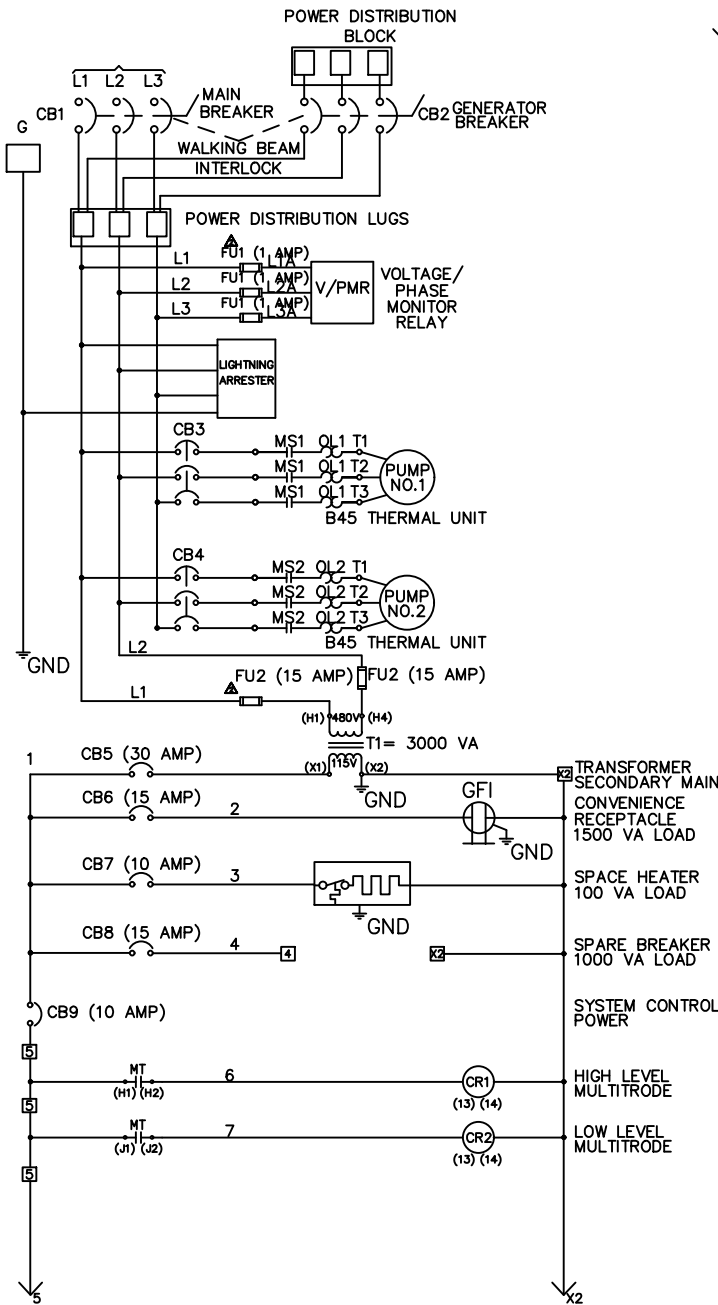 POWER DISTRIBUTION
BLOCK
L1 L2 L3
MAIN
BREAKER
CB1
CB2 GENERATOR
BREAKER
G
WALKING BEAM
INTERLOCK
POWER DISTRIBUTION LUGS
L1
FU1 (1 AMP)
L1A
L2
FU1 (1 AMP)
L2A
L3
FU1 (1 AMP)
L3A
V/PMR
VOLTAGE/
PHASE
MONITOR
RELAY
LIGHTNING
ARRESTER
CB3
MS1 OL1 T1
MS1 OL1 T2
MS1 OL1 T3
PUMP
NO.1
B45 THERMAL UNIT
CB4
MS2 OL2 T1
MS2 OL2 T2
MS2 OL2 T3
PUMP
NO.2
B45 THERMAL UNIT
L2
GND
FU2 (15 AMP) FU2 (15 AMP)
L1
(H1) 480V (H4)
T1= 3000 VA
(X1) 115V (X2)
GND
1
CB5 (30 AMP)
X2
TRANSFORMER
SECONDARY MAIN
CB6 (15 AMP)
2
GFI
GND
CONVENIENCE
RECEPTACLE
1500 VA LOAD
CB7 (10 AMP)
3
GND
SPACE HEATER
100 VA LOAD
CB8 (15 AMP)
4
4
X2
SPARE BREAKER
1000 VA LOAD
CB9 (10 AMP)
SYSTEM CONTROL
POWER
5
MT
(H1) (H2)
6
CR1
(13) (14)
HIGH LEVEL
MULTITRODE
5
MT
(J1) (J2)
7
CR2
(13) (14)
LOW LEVEL
MULTITRODE
5
5
X2